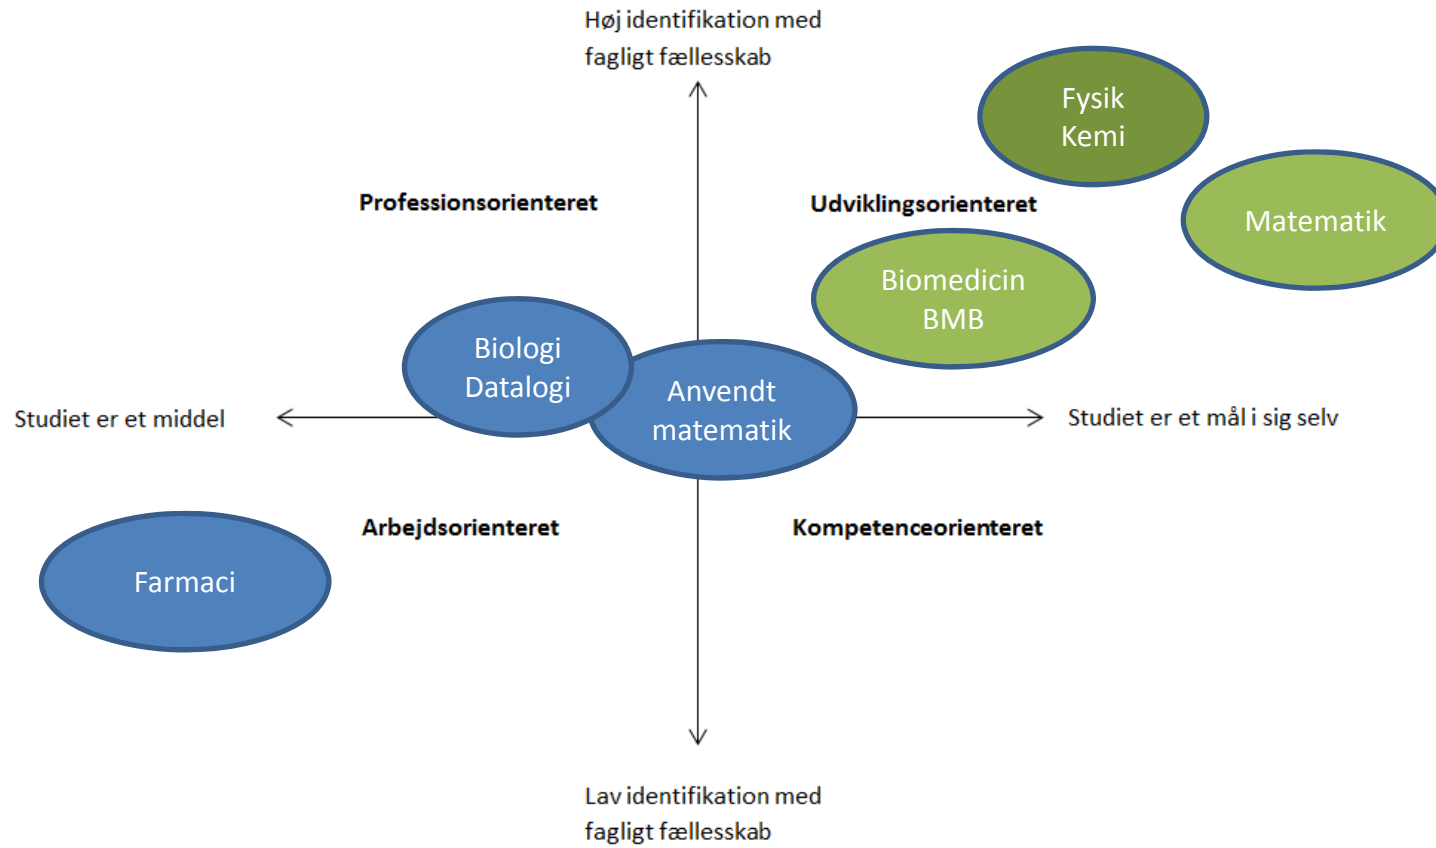 Høj identifikation med
fagligt fællesskab
Fysik
Kemi
Professionsorienteret
Udviklingsorienteret
Matematik
Biomedicin
BMB
Biologi
Datalogi
Anvendt
matematik
Studiet er et middel
Studiet er et mål i sig selv
Arbejdsorienteret
Kompetenceorienteret
Farmaci
Lav identifikation med
fagligt fællesskab